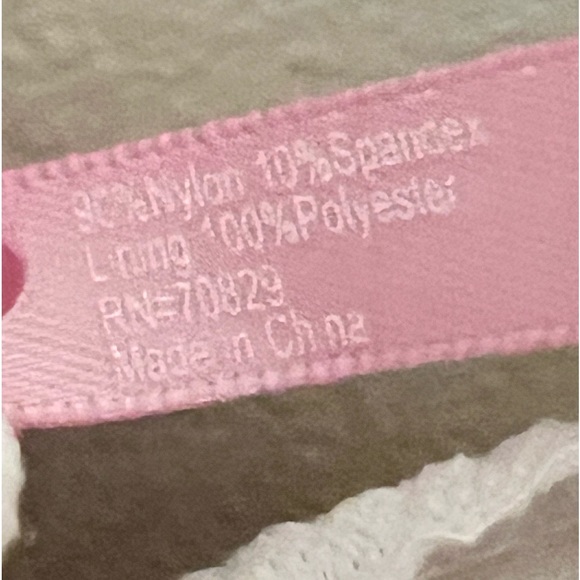 90%Nylon 10%Spandex
Lining 100%Polyester
RN=70829
Made in China